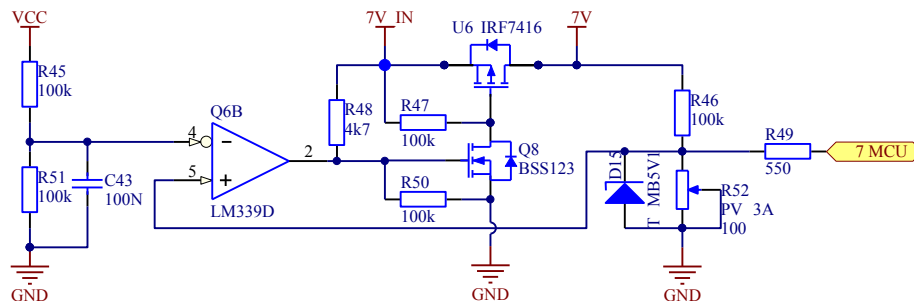 VCC
7V IN
U6 IRF7416
7V
R45
100k
Q6B
R48
4k7
R47
100k
R46
100k
R49
550
7 MCU
4
2
5
Q8
BSS123
D15
T MB5V1
R51
100k
C43
100N
LM339D
R50
100k
R52
PV 3A
100
GND
GND
GND